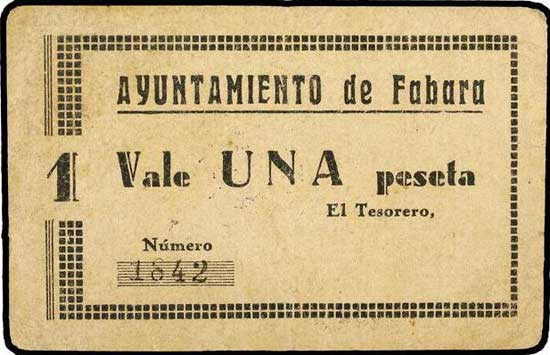 AYUNTAMIENTO de Fabara
1 Vale UNA peseta
El Tesorero,
Número
1842